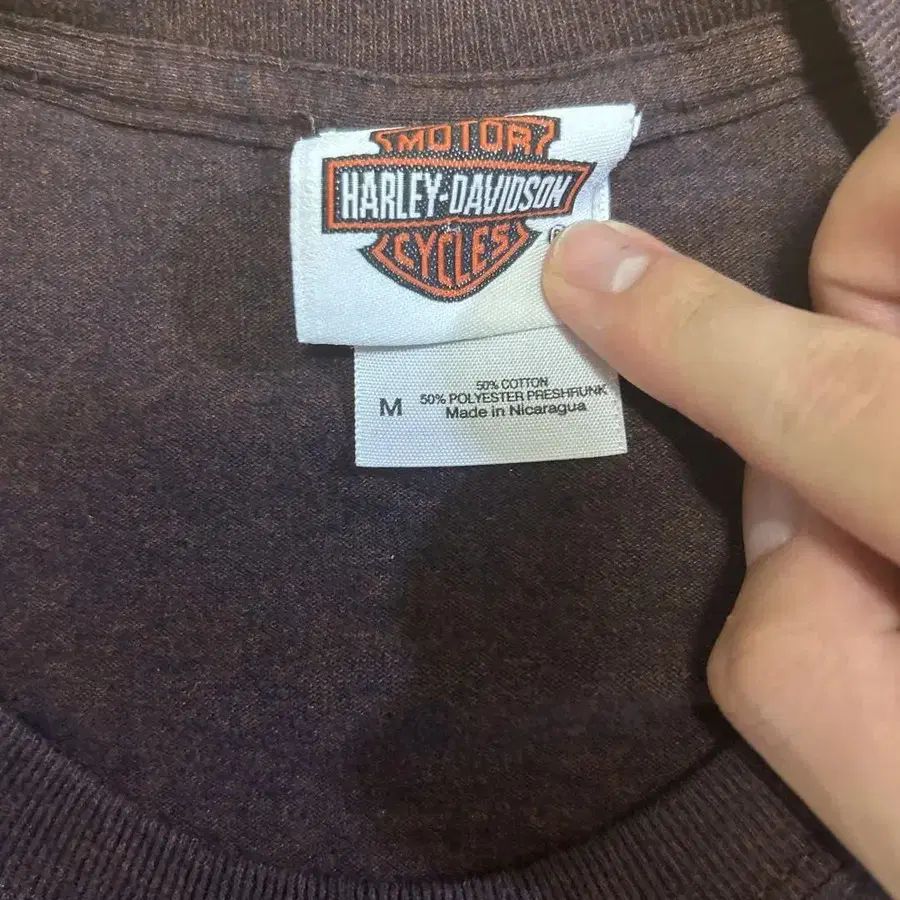 MOTOR
HARLEY-DAVIDSON
CYCLES
50% COTTON
M 50% POLYESTER PRESHRUNK
Made in Nicaragua